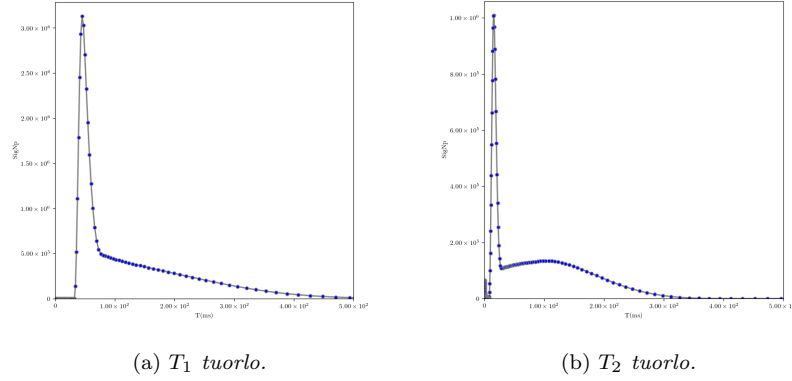 3.00 × 10⁶
2.50 × 10⁶
2.00 × 10⁶
1.50 × 10⁶
1.00 × 10⁶
5.00 × 10⁵
0
SigNp
0
1.00 × 10²
2.00 × 10²
3.00 × 10²
4.00 × 10²
5.00 × 10²
T(ms)
(a) T₁ tuorlo.
1.00 × 10⁶
8.00 × 10⁵
6.00 × 10⁵
4.00 × 10⁵
2.00 × 10⁵
0
SigNp
0
1.00 × 10²
2.00 × 10²
3.00 × 10²
4.00 × 10²
T(ms)
(b) T₂ tuorlo.